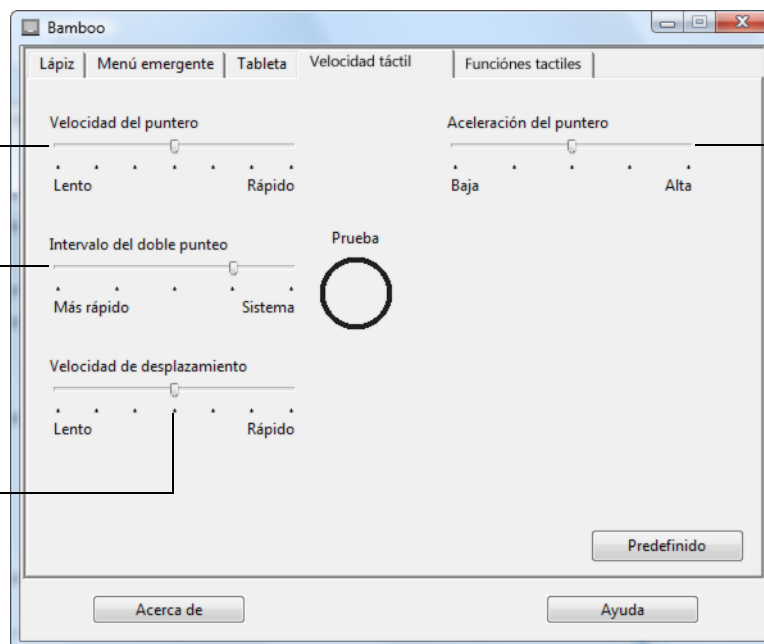 Bamboo
Lápiz Menú emergente Tableta Velocidad táctil Funciónes tactiles
Velocidad del puntero
Lento Rápido
Aceleración del puntero
Baja Alta
Intervalo del doble punteo
Más rápido Sistema
Prueba
Velocidad de desplazamiento
Lento Rápido
Predefinido
Acerca de Ayuda